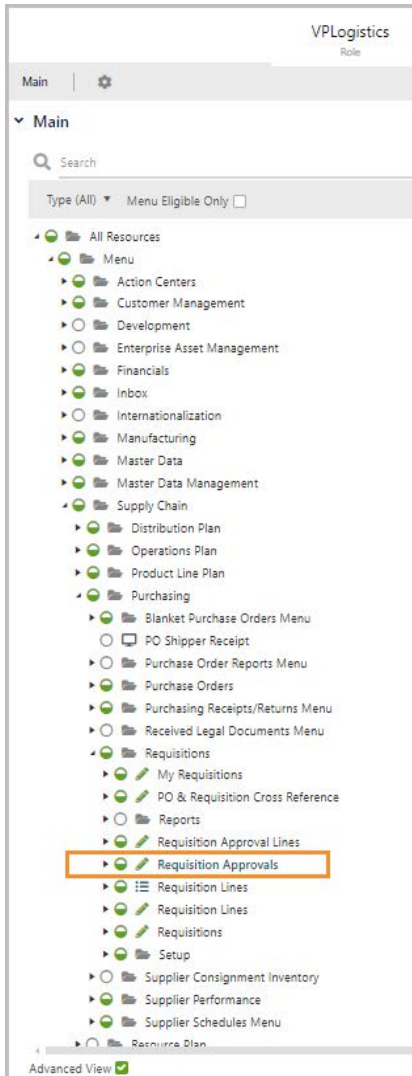 VPLogistics
Role
Main
Main
Search
Type (All) Menu Eligible Only
All Resources
Menu
Action Centers
Customer Management
Development
Enterprise Asset Management
Financials
Inbox
Internationalization
Manufacturing
Master Data
Master Data Management
Supply Chain
Distribution Plan
Operations Plan
Product Line Plan
Purchasing
Blanket Purchase Orders Menu
PO Shipper Receipt
Purchase Order Reports Menu
Purchase Orders
Purchasing Receipts/Returns Menu
Received Legal Documents Menu
Requisitions
My Requisitions
PO & Requisition Cross Reference
Reports
Requisition Approval Lines
Requisition Approvals
Requisition Lines
Requisition Lines
Requisitions
Setup
Supplier Consignment Inventory
Supplier Performance
Supplier Schedules Menu
Resource Plan
Advanced View